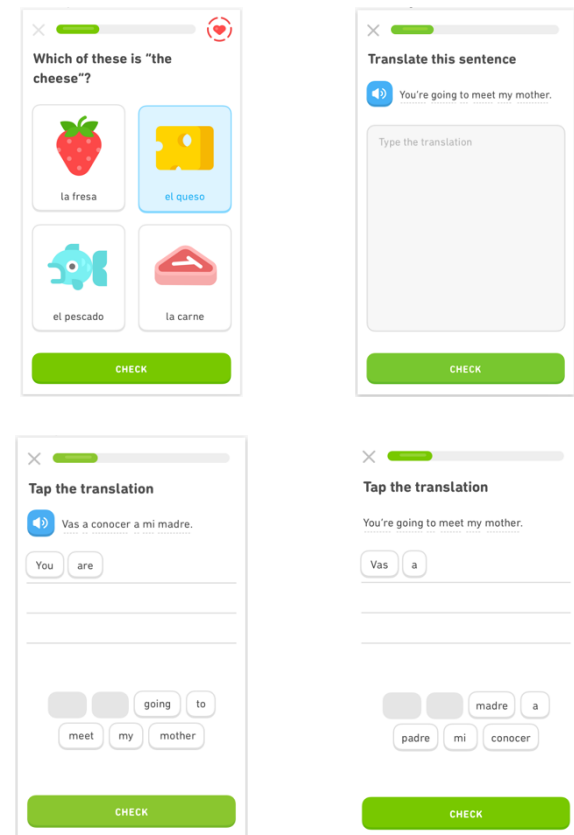 Which of these is “the
cheese”?
la fresa
el queso
el pescado
la carne
CHECK
Translate this sentence
You're going to meet my mother.
Type the translation
CHECK
Tap the translation
Vas a conocer a mi madre.
You are
going to
meet my mother
CHECK
Tap the translation
You're going to meet my mother.
Vas a
madre a
padre mi conocer
CHECK